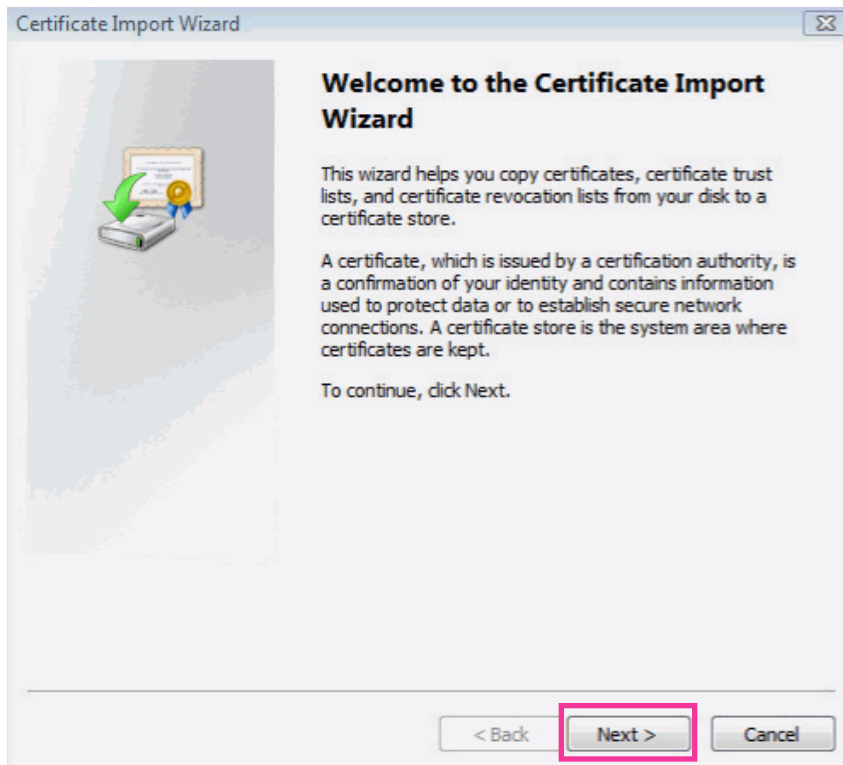 Certificate Import Wizard
Welcome to the Certificate Import
Wizard
This wizard helps you copy certificates, certificate trust
lists, and certificate revocation lists from your disk to a
certificate store.
A certificate, which is issued by a certification authority, is
a confirmation of your identity and contains information
used to protect data or to establish secure network
connections. A certificate store is the system area where
certificates are kept.
To continue, click Next.
< Back Next > Cancel